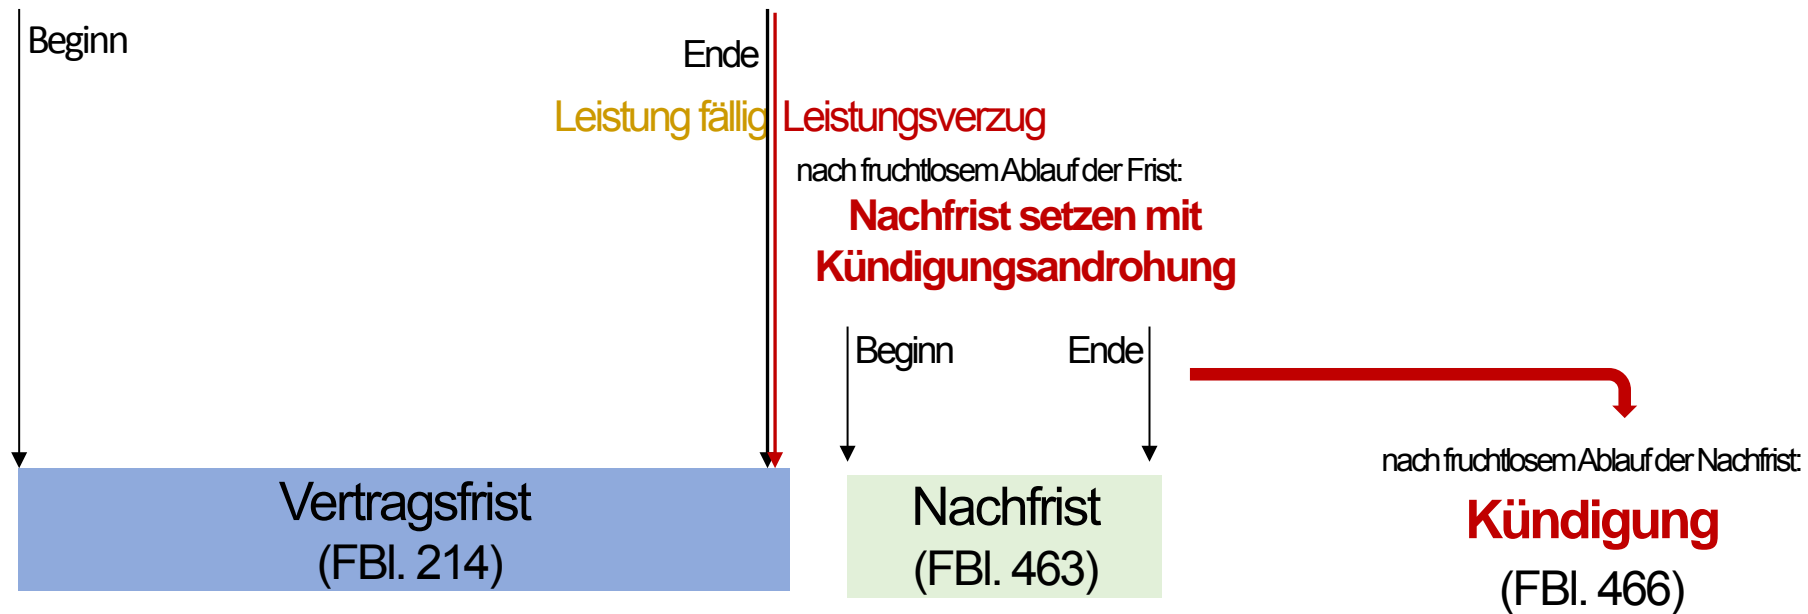 Beginn
Ende
Leistung fällig
Leistungsverzug
nach fruchtlosem Ablauf der Frist:
Nachfrist setzen mit
Kündigungsandrohung
Beginn
Ende
Vertragsfrist
(FBl. 214)
Nachfrist
(FBl. 463)
nach fruchtlosem Ablauf der Nachfrist:
Kündigung
(FBl. 466)